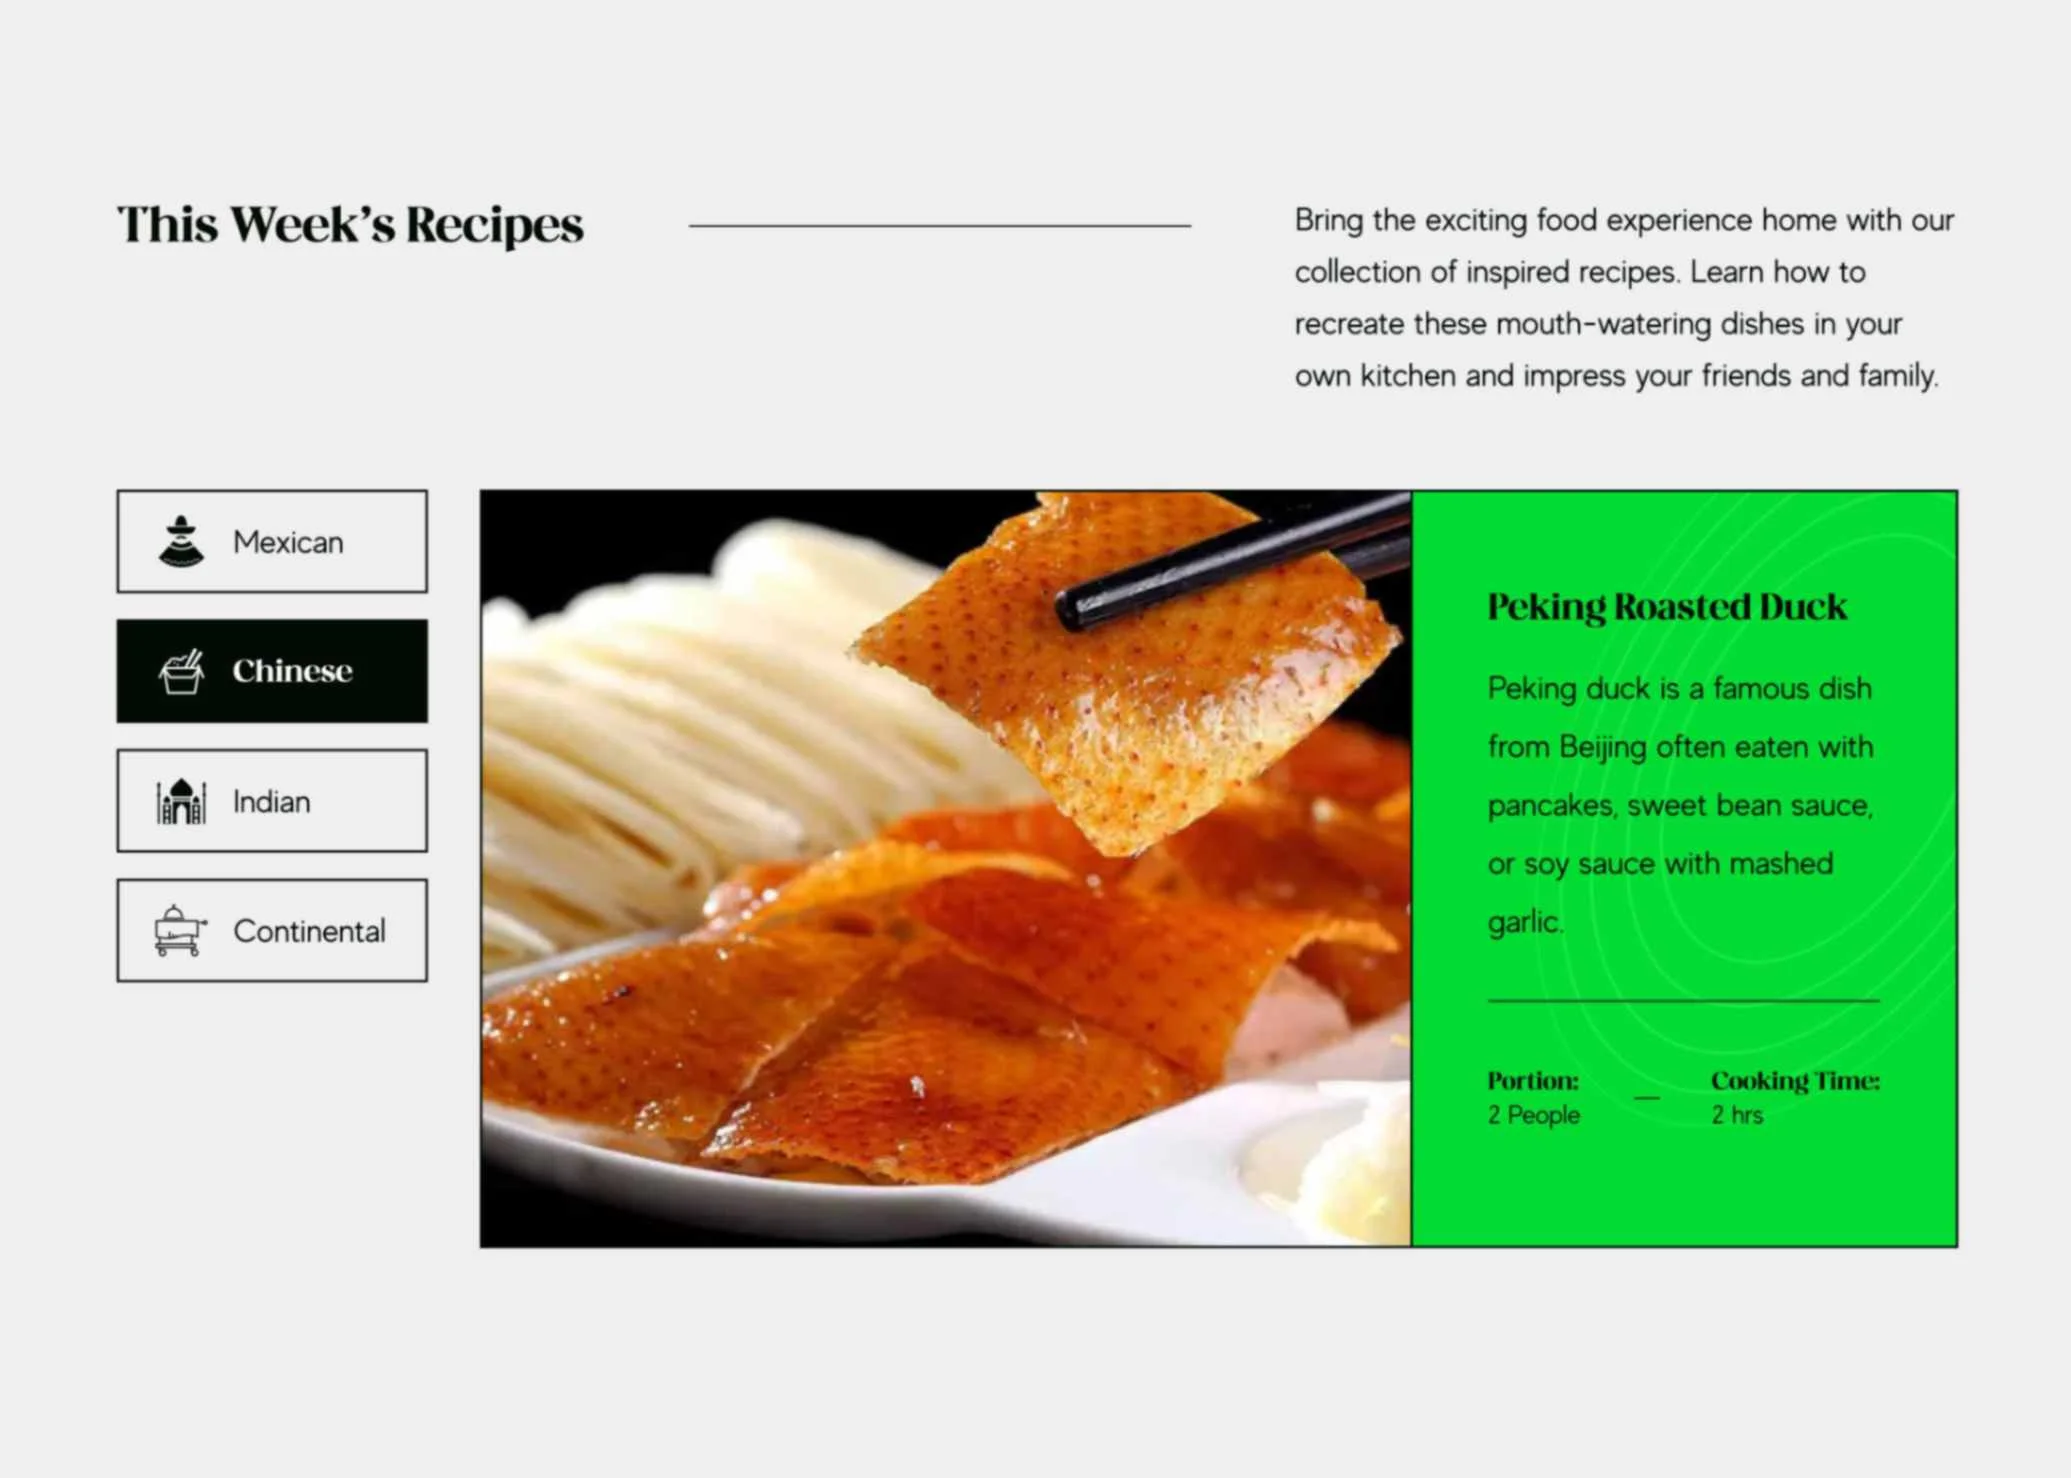 This Week's Recipes
Bring the exciting food experience home with our
collection of inspired recipes. Learn how to
recreate these mouth-watering dishes in your
own kitchen and impress your friends and family.
Mexican
Chinese
Indian
Continental
Peking Roasted Duck
Peking duck is a famous dish
from Beijing often eaten with
pancakes, sweet bean sauce,
or soy sauce with mashed
garlic.
Portion:
2 People
—
Cooking Time:
2 hrs